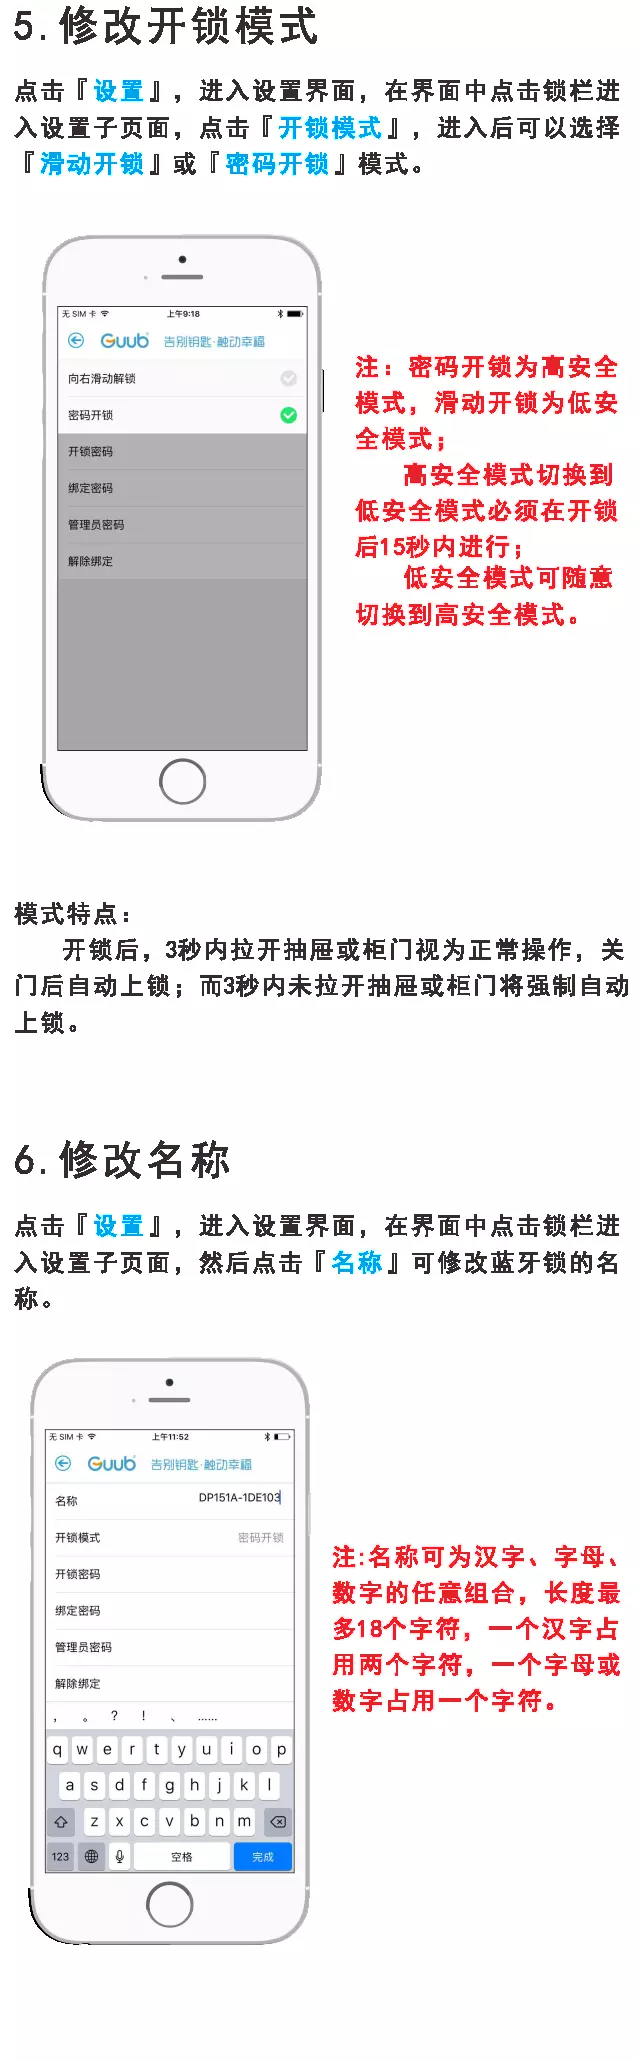 5.修改开锁模式
点击『设置』，进入设置界面，在界面中点击锁栏进
入设置子页面，点击『开锁模式』，进入后可以选择
『滑动开锁』或『密码开锁』模式。
无 SIM 卡 上午9:18
Guub 告别钥匙·触动幸福
向右滑动解锁
密码开锁
开锁密码
绑定密码
管理员密码
解除绑定
注：密码开锁为高安全
模式，滑动开锁为低安
全模式；
高安全模式切换到
低安全模式必须在开锁
后15秒内进行；
低安全模式可随意
切换到高安全模式。
模式特点：
开锁后，3秒内拉开抽屉或柜门视为正常操作，关
门后自动上锁；而3秒内未拉开抽屉或柜门将强制自动
上锁。
6.修改名称
点击『设置』，进入设置界面，在界面中点击锁栏进
入设置子页面，然后点击『名称』可修改蓝牙锁的名
称。
无 SIM 卡 上午11:52
Guub 告别钥匙·触动幸福
名称 DP151A-1DE103
开锁模式 密码开锁
开锁密码
绑定密码
管理员密码
解除绑定
， 。 ？ ！ 、 ……
q w e r t y u i o p
a s d f g h j k l
z x c v b n m
123 空格 完成
注:名称可为汉字、字母、
数字的任意组合，长度最
多18个字符，一个汉字占
用两个字符，一个字母或
数字占用一个字符。